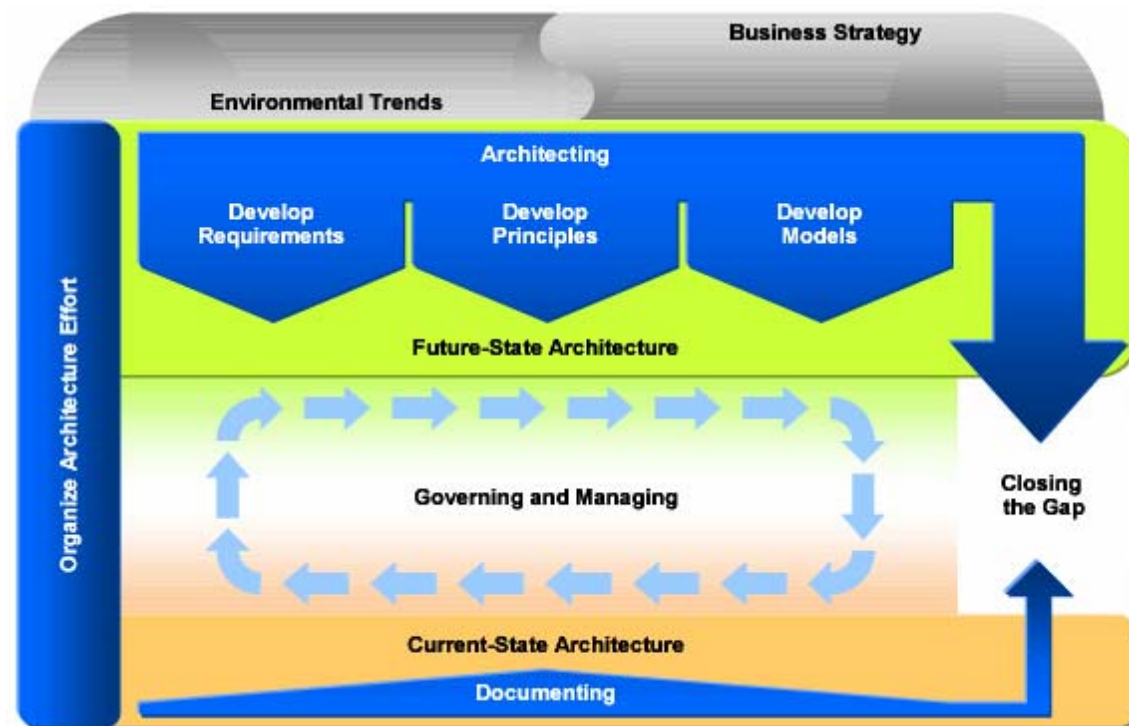 Business Strategy
Environmental Trends
Organize Architecture Effort
Architecting
Develop
Requirements
Develop
Principles
Develop
Models
Future-State Architecture
Governing and Managing
Closing
the Gap
Current-State Architecture
Documenting